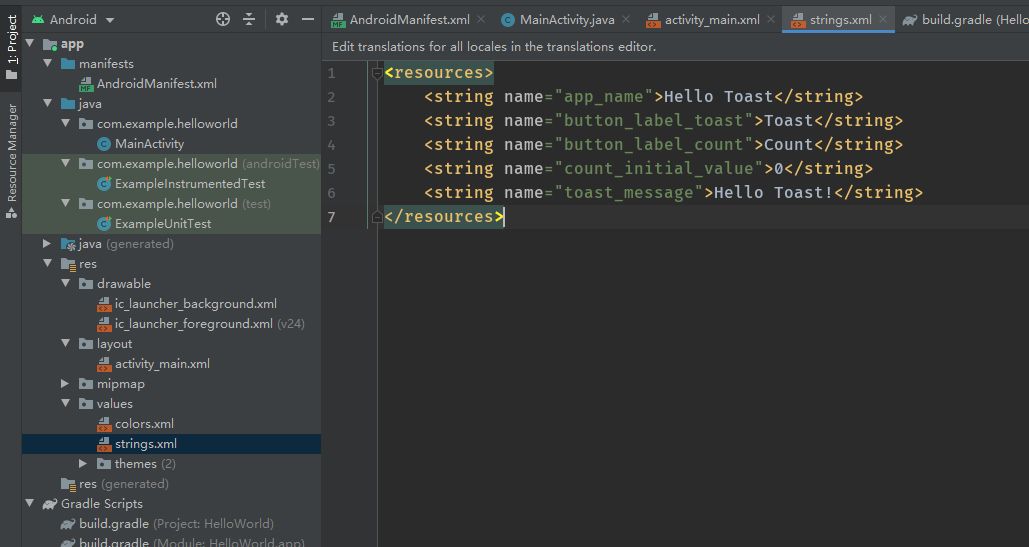 Android
AndroidManifest.xml
MainActivity.java
activity_main.xml
strings.xml
build.gradle (Hello
1: Project
Resource Manager
app
manifests
AndroidManifest.xml
java
com.example.helloworld
MainActivity
com.example.helloworld (androidTest)
ExampleInstrumentedTest
com.example.helloworld (test)
ExampleUnitTest
java (generated)
res
drawable
ic_launcher_background.xml
ic_launcher_foreground.xml (v24)
layout
activity_main.xml
mipmap
values
colors.xml
strings.xml
themes (2)
res (generated)
Gradle Scripts
build.gradle (Project: HelloWorld)
build.gradle (Module: HelloWorld.app)
Edit translations for all locales in the translations editor.
1 <resources>
2 <string name="app_name">Hello Toast</string>
3 <string name="button_label_toast">Toast</string>
4 <string name="button_label_count">Count</string>
5 <string name="count_initial_value">0</string>
6 <string name="toast_message">Hello Toast!</string>
7 </resources>